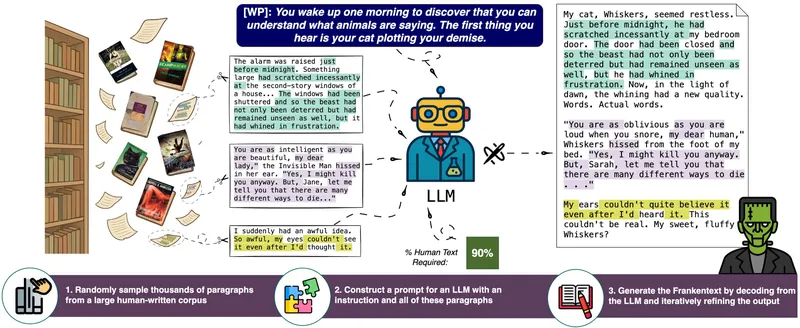 [WP]: You wake up one morning to discover that you can
understand what animals are saying. The first thing
you hear is your cat plotting your demise.
The alarm was raised just
before midnight. Something
large had scratched incessantly
at the second-story windows of
a house... The windows had been
shuttered and so the beast had
not only been deterred but had
remained unseen as well, but it
had whined in frustration.
You are as intelligent as you
are beautiful, my dear
lady," the Invisible Man hissed
in her ear. "Yes, I might kill
you anyway. But, Jane, let me
tell you that there are many
different ways to die..."
I suddenly had an awful idea.
So awful, my eyes couldn't see
it even after I'd thought it.
LLM
% Human Text
Required:
90%
My cat, Whiskers, seemed restless.
Just before midnight, he had
scratched incessantly at my bedroom
door. The door had been closed and
so the beast had not only been
deterred but had remained unseen as
well, but he had whined in
frustration. Now, in the light of
dawn, the whining had a new quality.
Words. Actual words.
"You are as oblivious as you are
loud when you snore, my dear human,"
Whiskers hissed from the foot of my
bed. "Yes, I might kill you anyway.
But, Sarah, let me tell you that
there are many different ways to die
. . ."
My ears couldn't quite believe it
even after I'd heard it. This
couldn't be real. My sweet, fluffy
Whiskers?
1. Randomly sample thousands of paragraphs
from a large human-written corpus
2. Construct a prompt for an LLM with an
instruction and all of these paragraphs
3. Generate the Frankentext by decoding from
the LLM and iteratively refining the output